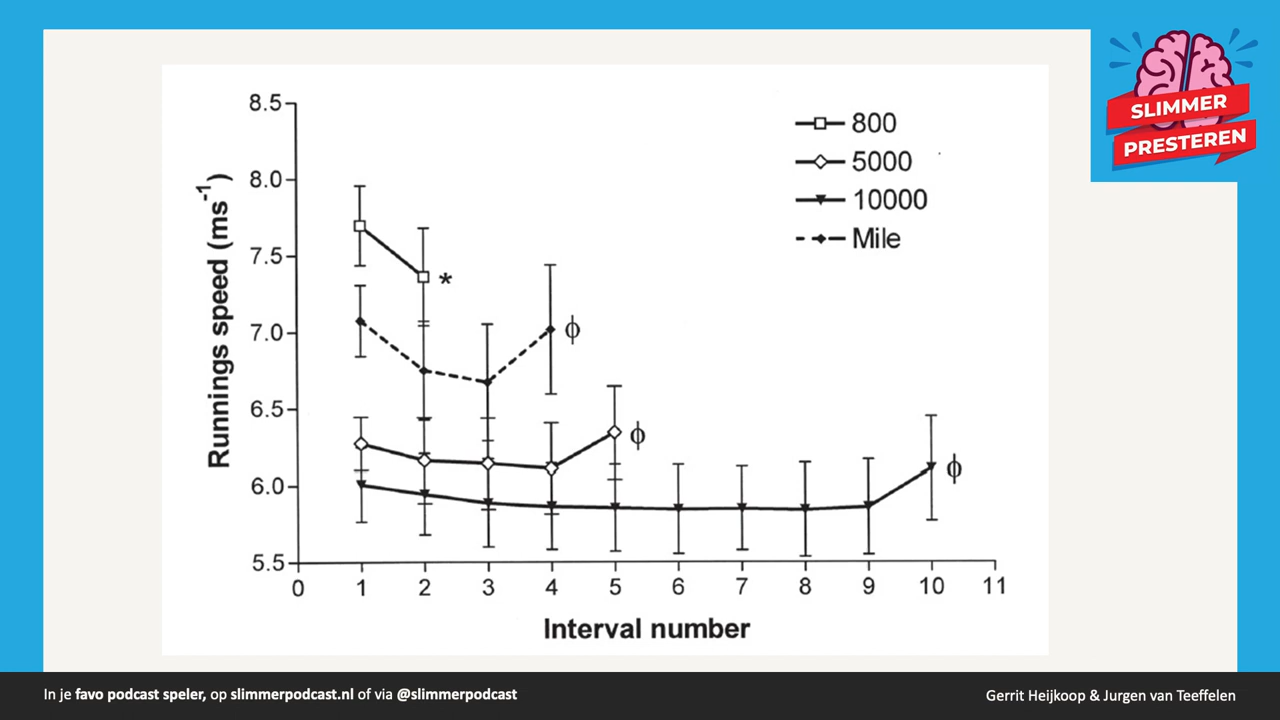 SLIMMER
PRESTEREN
8.5
8.0
7.5
7.0
6.5
6.0
5.5
Runnings speed (ms⁻¹)
800
5000
10000
Mile
*
ϕ
ϕ
ϕ
0 1 2 3 4 5 6 7 8 9 10 11
Interval number
In je favo podcast speler, op slimmerpodcast.nl of via @slimmerpodcast
Gerrit Heijkoop & Jurgen van Teeffelen